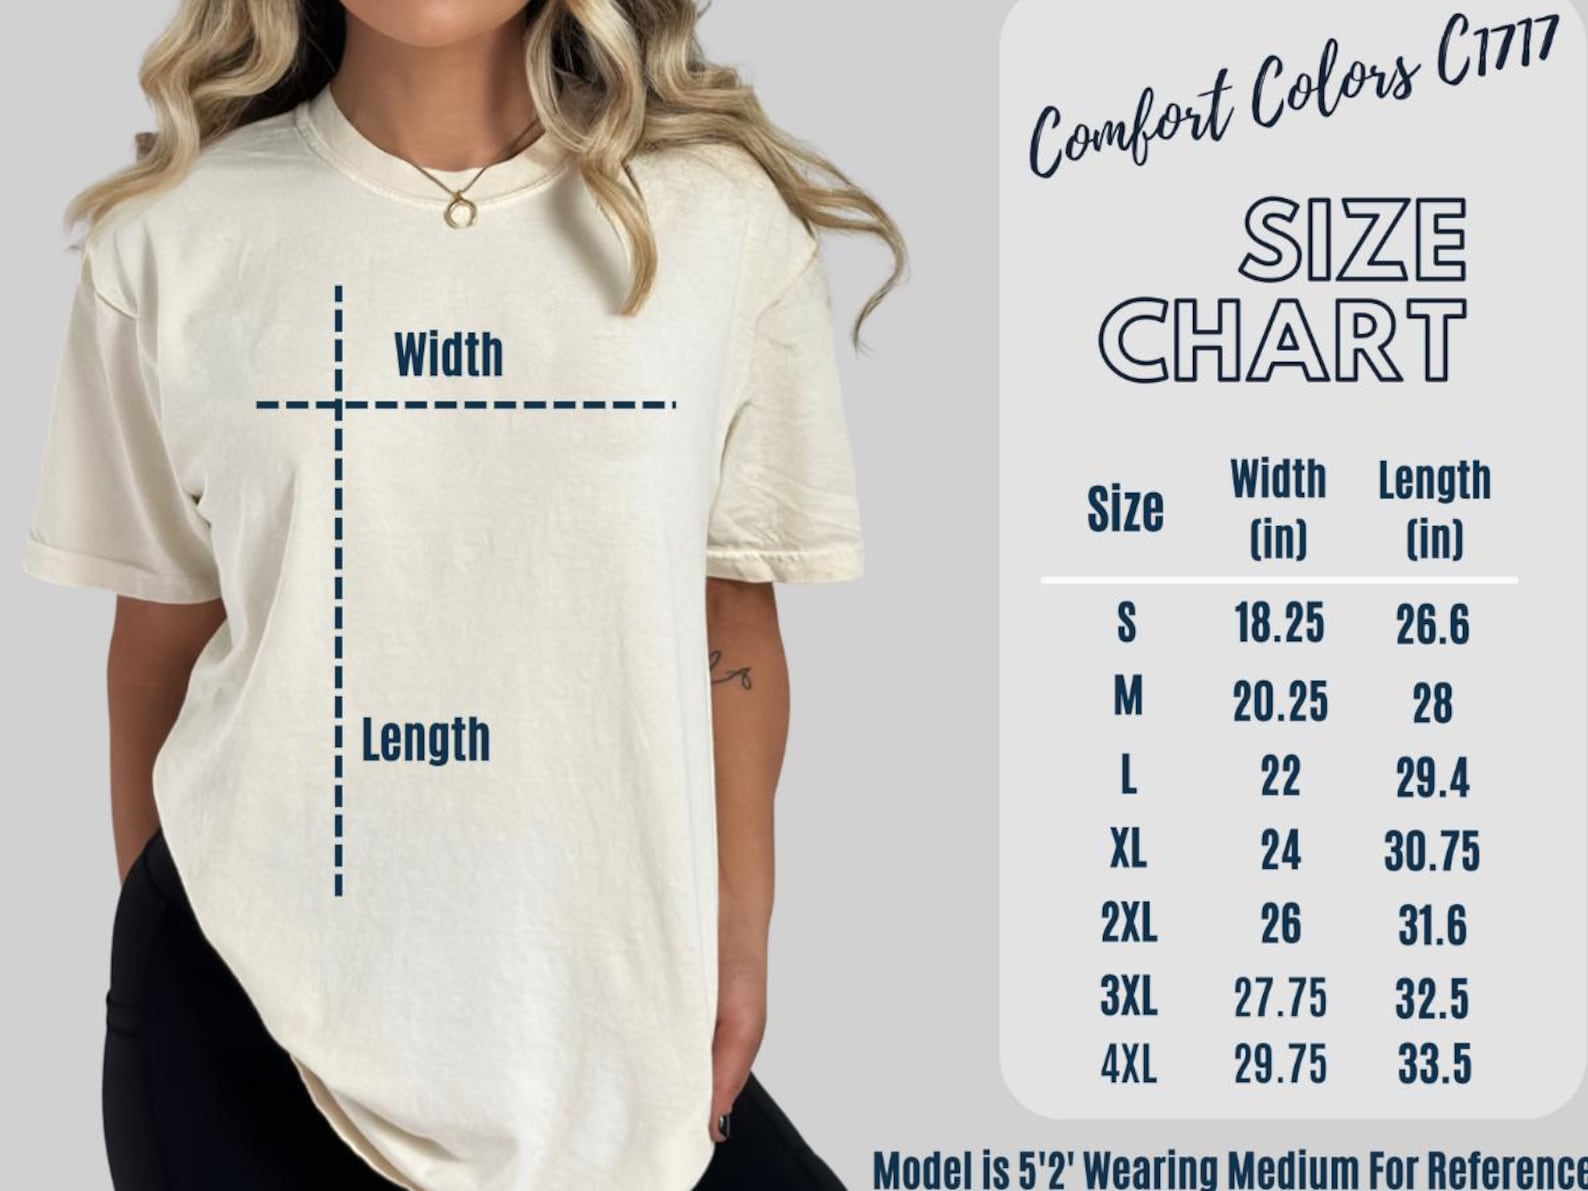 Comfort Colors C1717
SIZE
CHART
Width
Length
Size Width (in) Length (in)
S 18.25 26.6
M 20.25 28
L 22 29.4
XL 24 30.75
2XL 26 31.6
3XL 27.75 32.5
4XL 29.75 33.5
Model is 5'2' Wearing Medium For Reference